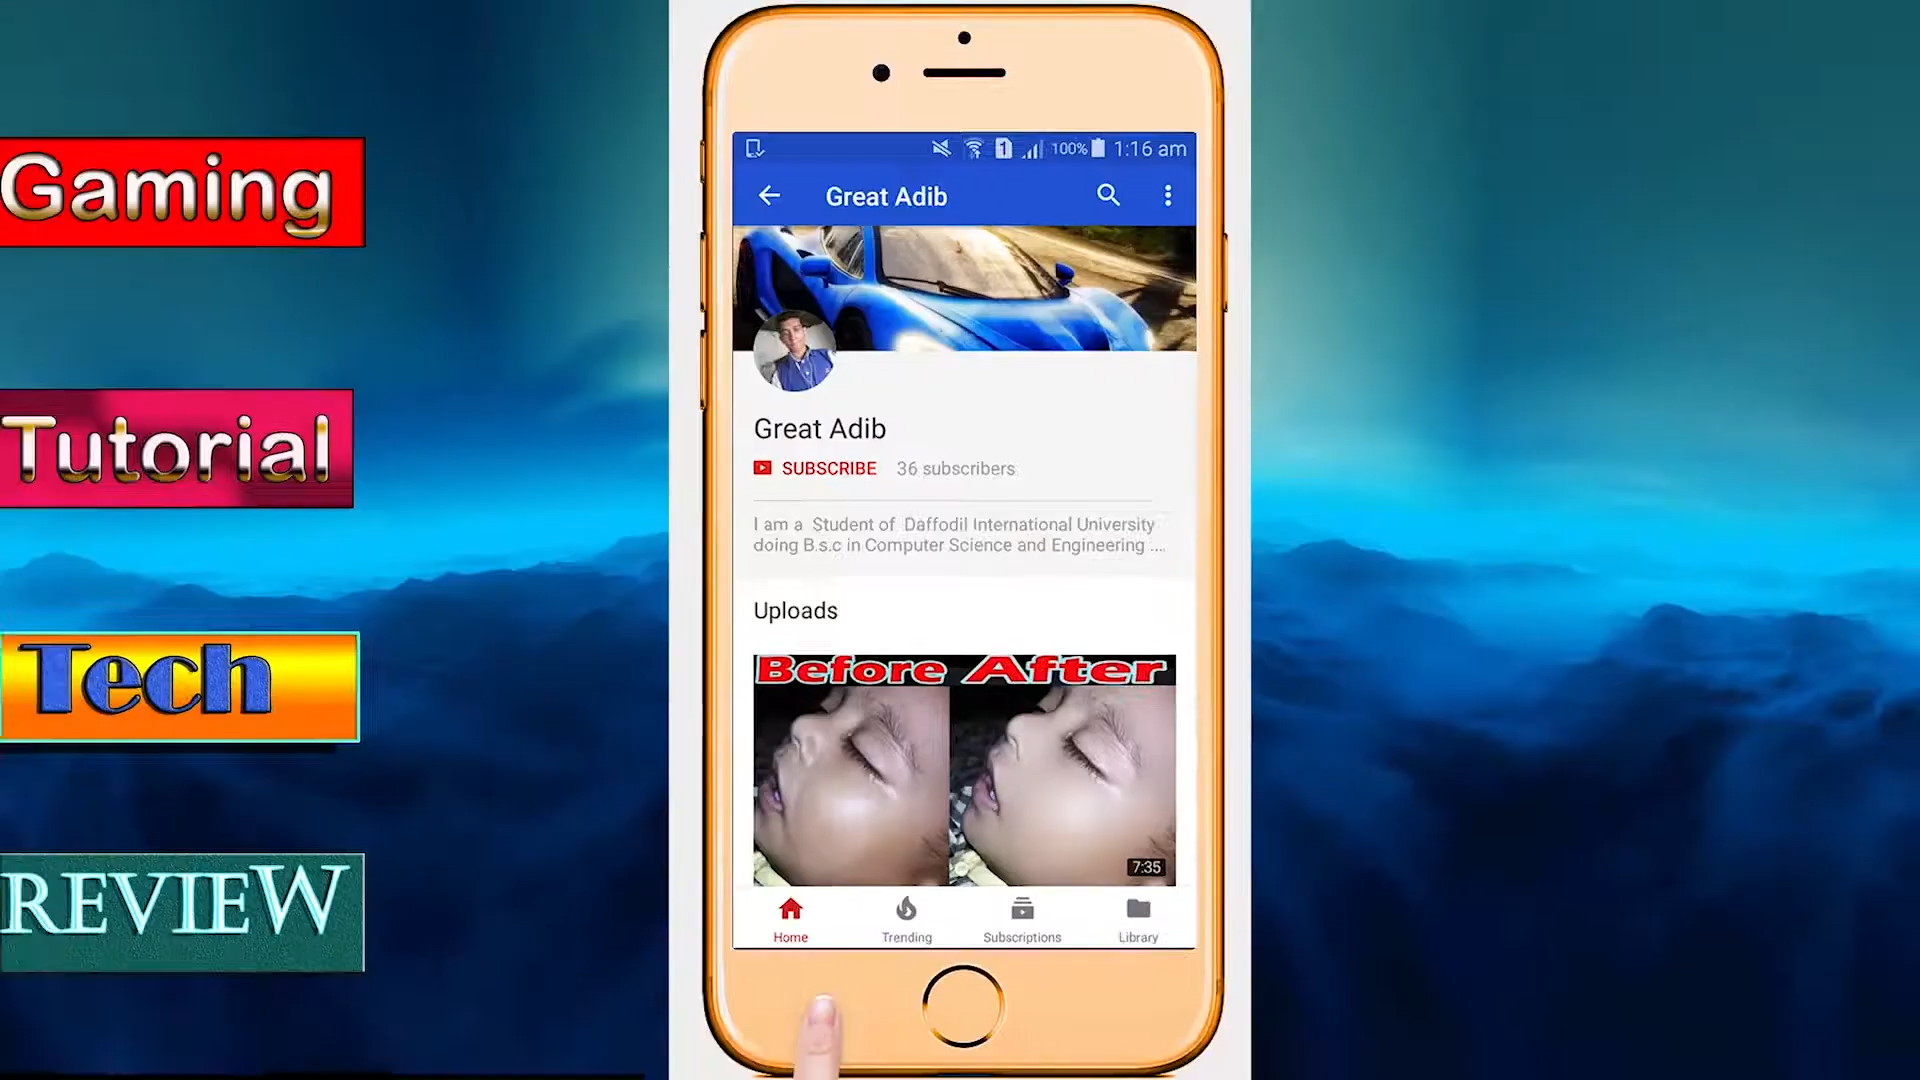 Gaming
Tutorial
Tech
REVIEW
1 100% 1:16 am
Great Adib
Great Adib
SUBSCRIBE 36 subscribers
I am a Student of Daffodil International University
doing B.s.c in Computer Science and Engineering ....
Uploads
Before After
7:35
Home Trending Subscriptions Library